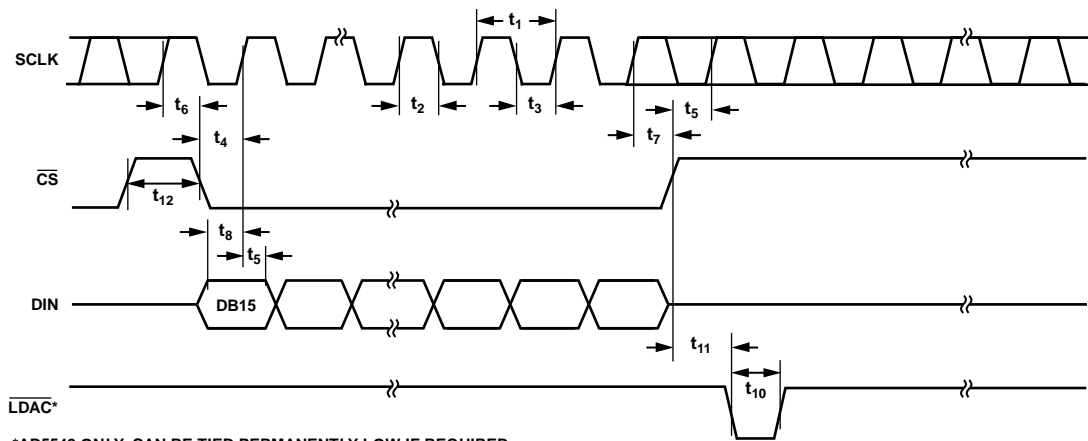 t1
SCLK
t6
t2
t3
t5
t4
t7
CS
t12
t8
t5
DIN
DB15
t11
t10
LDAC*
*AD5542 ONLY. CAN BE TIED PERMANENTLY LOW IF REQUIRED